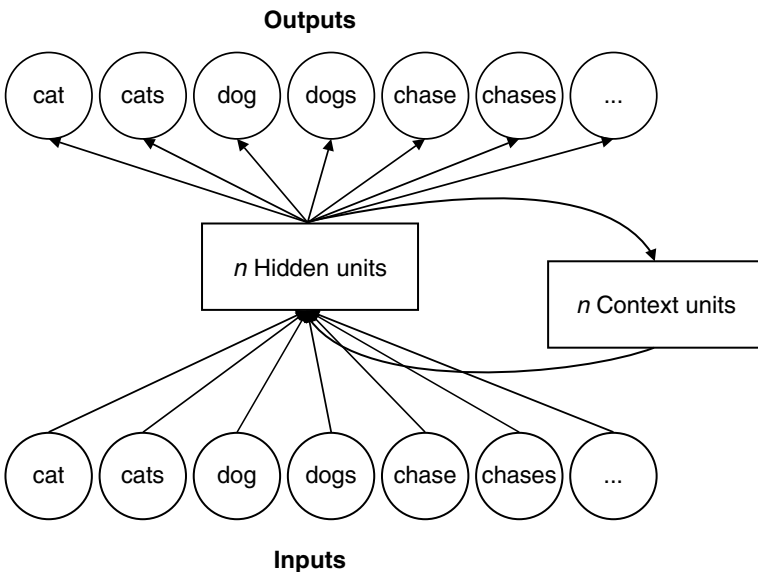 Outputs
cat cats dog dogs chase chases ...
n Hidden units
n Context units
cat cats dog dogs chase chases ...
Inputs